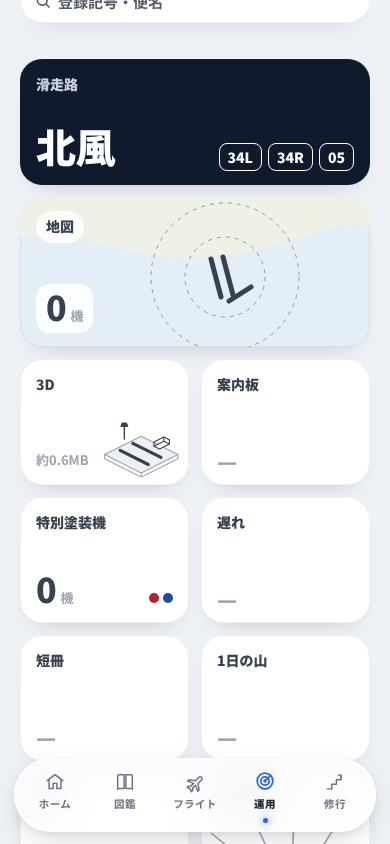 登録記号・便名
滑走路
北風
34L 34R 05
地図
0 機
3D
案内板
約0.6MB
—
特別塗装機
遅れ
0 機
—
短冊
1日の山
—
—
ホーム
図鑑
フライト
運用
修行